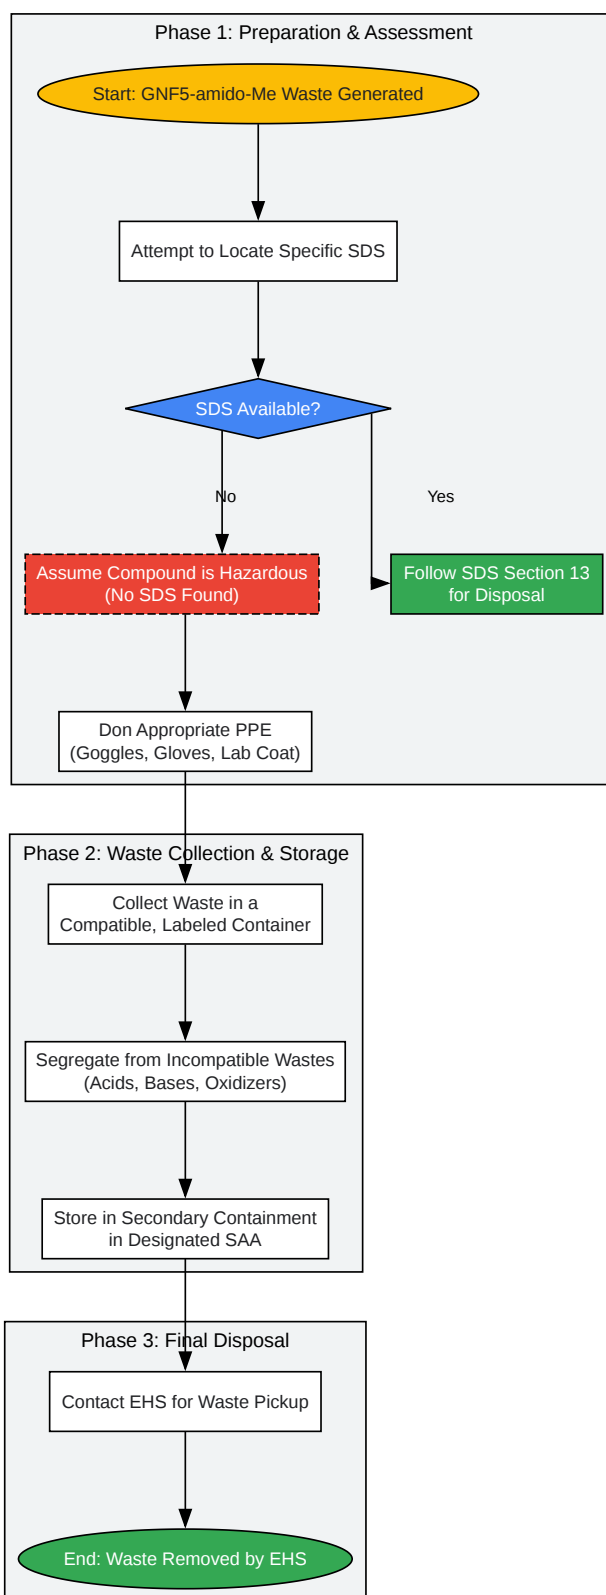 Phase 1: Preparation & Assessment
Start: GNF5-amido-Me Waste Generated
Attempt to Locate Specific SDS
SDS Available?
No
Yes
Assume Compound is Hazardous
(No SDS Found)
Follow SDS Section 13
for Disposal
Don Appropriate PPE
(Goggles, Gloves, Lab Coat)
Phase 2: Waste Collection & Storage
Collect Waste in a
Compatible, Labeled Container
Segregate from Incompatible Wastes
(Acids, Bases, Oxidizers)
Store in Secondary Containment
in Designated SAA
Phase 3: Final Disposal
Contact EHS for Waste Pickup
End: Waste Removed by EHS